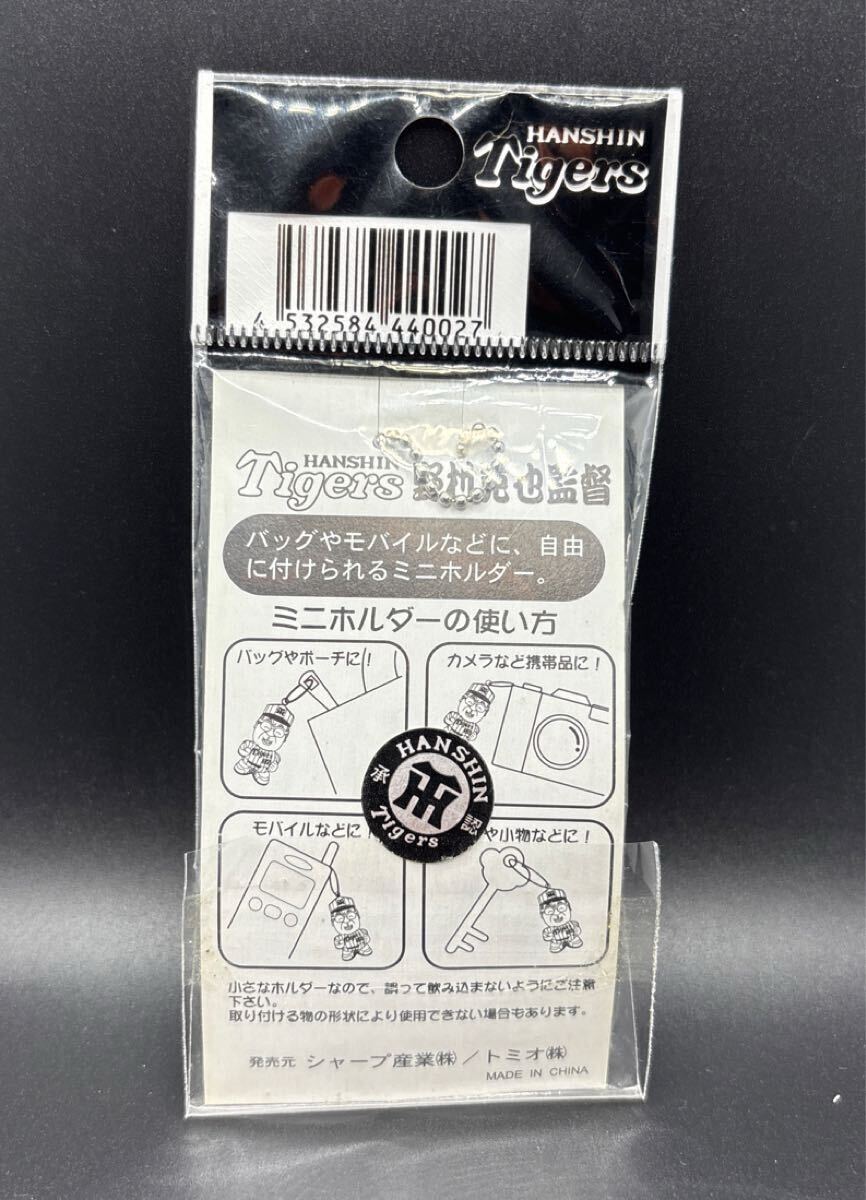 HANSHIN
Tigers
4 532584 440027
HANSHIN
Tigers 野村克也監督
バッグやモバイルなどに、自由
に付けられるミニホルダー。
ミニホルダーの使い方
バッグやポーチに!
カメラなど携帯品に!
HANSHIN
承 認
Tigers
モバイルなどに!
や小物などに!
小さなホルダーなので、誤って飲み込まないようにご注意
下さい。
取り付ける物の形状により使用できない場合もあります。
発売元 シャープ産業㈱/トミオ㈱
MADE IN CHINA